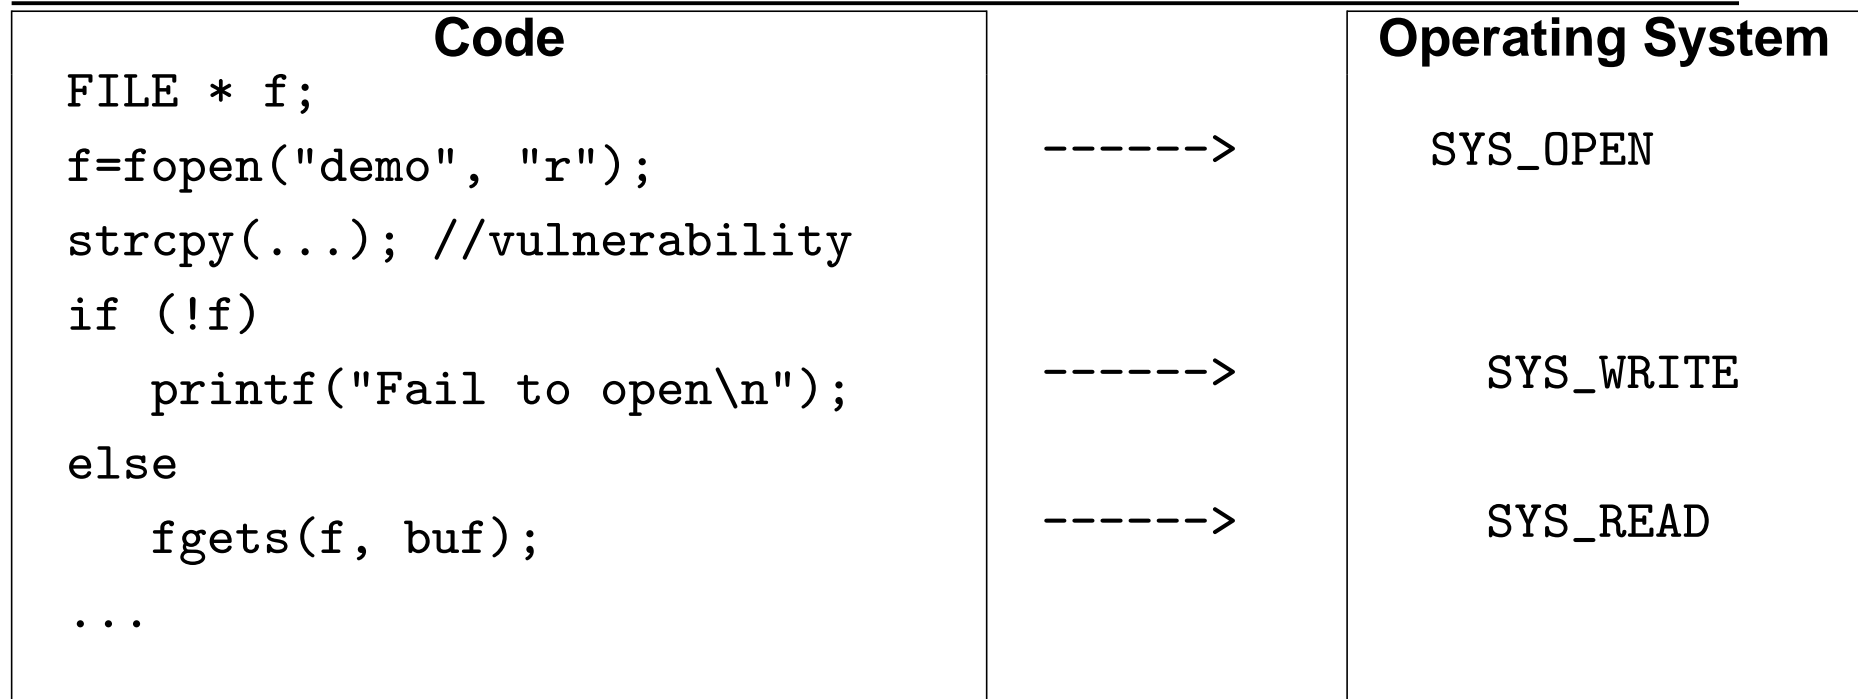 Code
FILE * f;
f=fopen("demo", "r");
strcpy(...); //vulnerability
if (!f)
   printf("Fail to open\n");
else
   fgets(f, buf);
...
------>
------>
------>
Operating System
SYS_OPEN
SYS_WRITE
SYS_READ